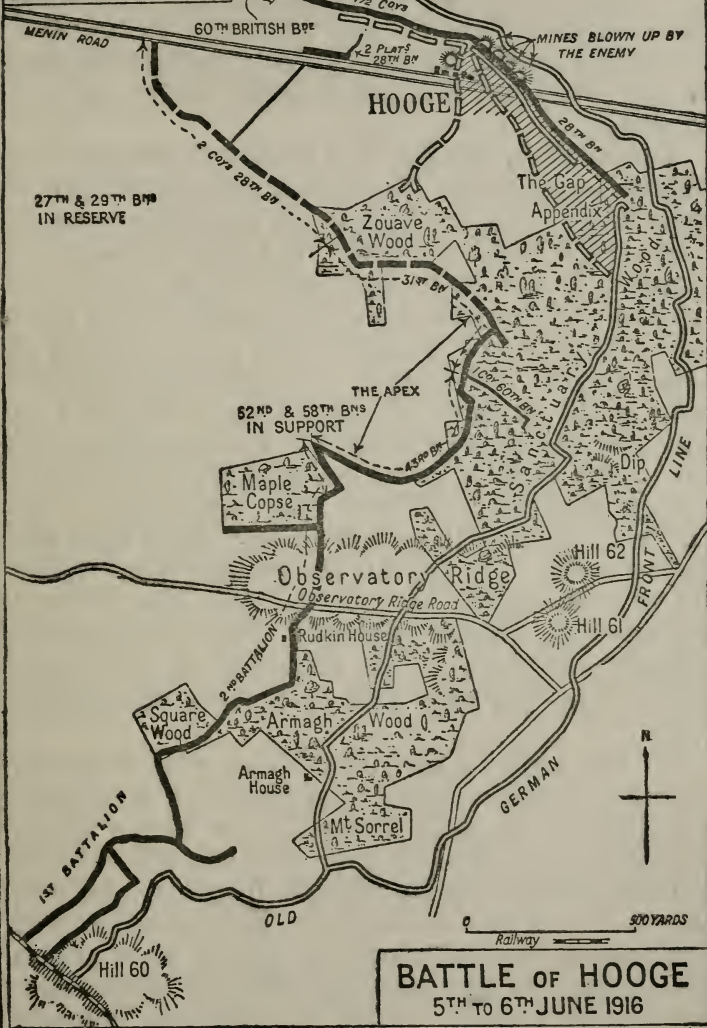 1/2 COYS
60TH BRITISH BDE
MENIN ROAD
2 PLATS
28TH BN
MINES BLOWN UP BY
THE ENEMY
HOOGE
28TH BN
2 COYS 28TH BN
27TH & 29TH BNS
IN RESERVE
The Gap
Appendix
Zouave
Wood
31ST BN
THE APEX
1 COY 60TH BN
52ND & 58TH BNS
IN SUPPORT
43RD BN
Sanctuary Wood
Maple
Copse
Dip
Hill 62
Observatory Ridge
Observatory Ridge Road
Hill 61
Rudkin House
2ND BATTALION
Square
Wood
Armagh Wood
Armagh
House
Mt Sorrel
OLD GERMAN FRONT LINE
N
1ST BATTALION
Hill 60
0 500 YARDS
Railway
BATTLE OF HOOGE
5TH TO 6TH JUNE 1916